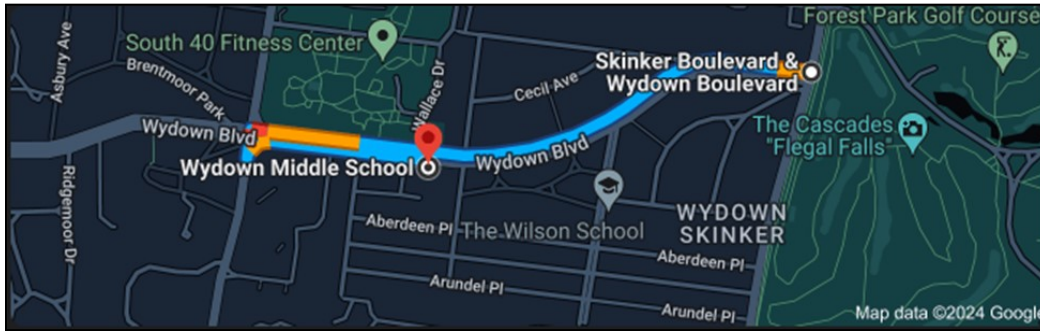 Forest Park Golf Course
South 40 Fitness Center
Skinker Boulevard &
Wydown Boulevard
Asbury Ave
Brentmoor Park
Wallace Dr
Cecil Ave
The Cascades
"Flegal Falls"
Wydown Blvd
Wydown Middle School
Wydown Blvd
Ridgemoor Dr
The Wilson School
WYDOWN
SKINKER
Aberdeen Pl
Aberdeen Pl
Arundel Pl
Arundel Pl
Map data ©2024 Google